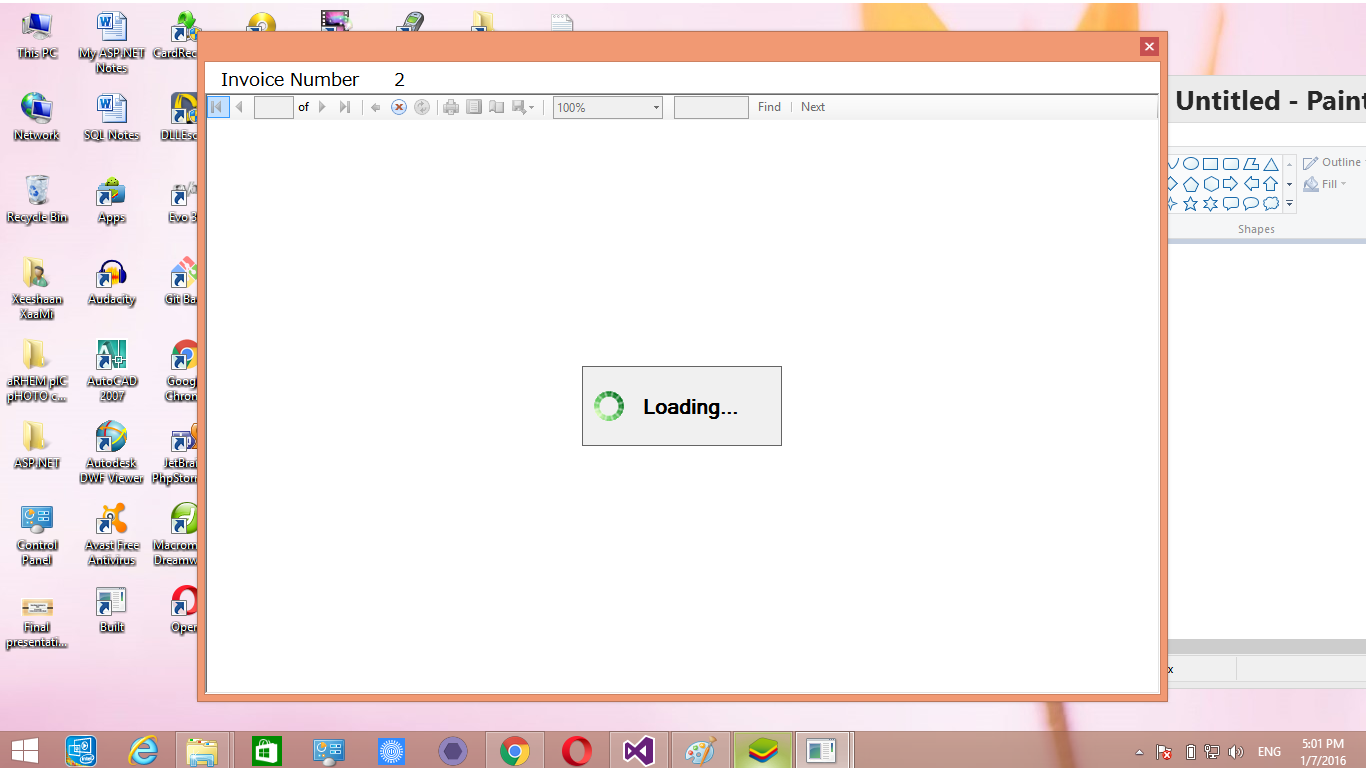 This PC
My ASP.NET
Notes
CardRec
Network
SQL Notes
DLLEsc
Recycle Bin
Apps
Evo 3
Xeeshaan
XaaMi
Audacity
Git Ba
aRHEM pIC
pHOTO c...
AutoCAD
2007
Goog
Chron
ASP.NET
Autodesk
DWF Viewer
JetBra
PhpSton
Control
Panel
Avast Free
Antivirus
Macrom
Dreamw
Final
presentati...
Built
Oper
Invoice Number 2
of
100%
Find | Next
Loading...
Untitled - Paint
Outline
Fill
Shapes
x
ENG
5:01 PM
1/7/2016